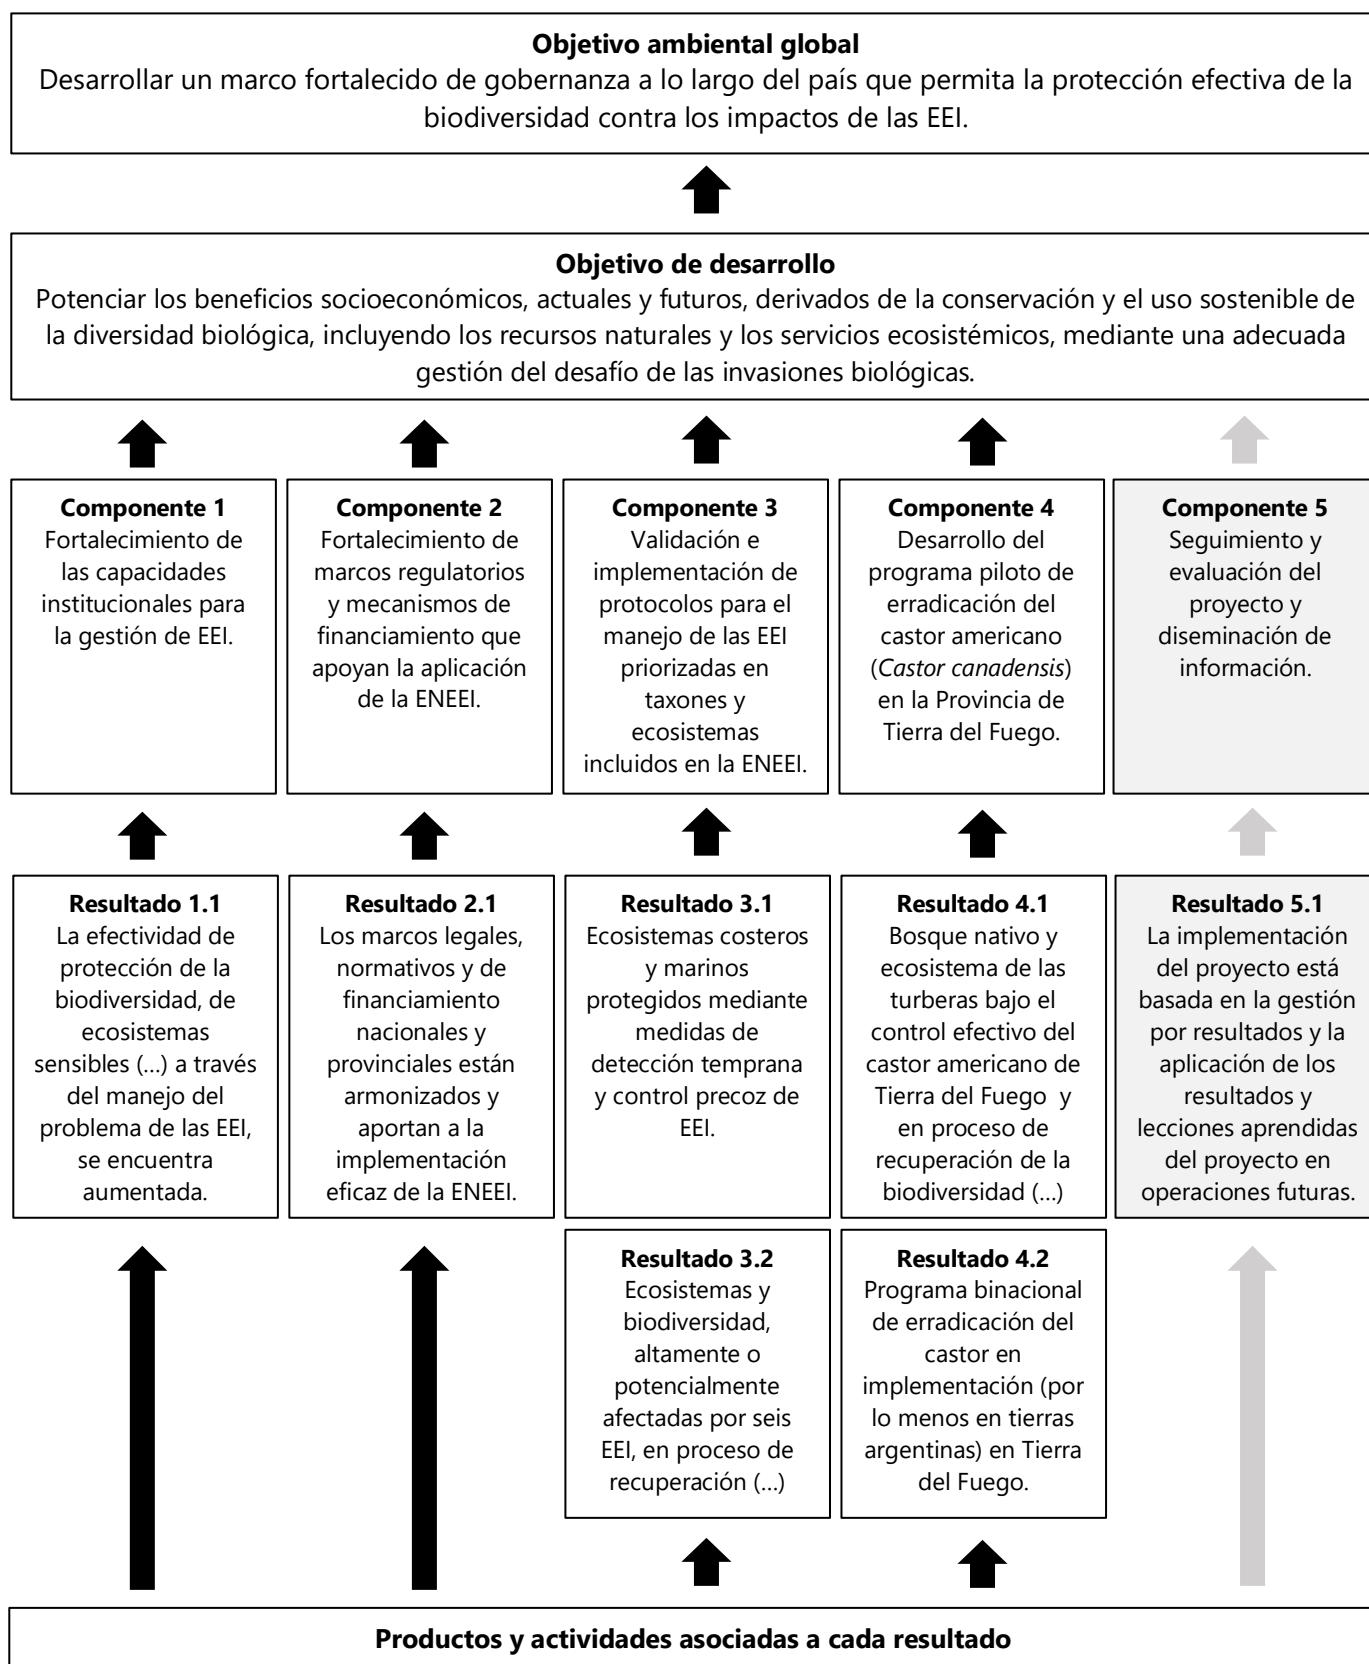 Objetivo ambiental global
Desarrollar un marco fortalecido de gobernanza a lo largo del país que permita la protección efectiva de la
biodiversidad contra los impactos de las EEI.
Objetivo de desarrollo
Potenciar los beneficios socioeconómicos, actuales y futuros, derivados de la conservación y el uso sostenible de
la diversidad biológica, incluyendo los recursos naturales y los servicios ecosistémicos, mediante una adecuada
gestión del desafío de las invasiones biológicas.
Componente 1
Fortalecimiento de
las capacidades
institucionales para
la gestión de EEI.
Componente 2
Fortalecimiento de
marcos regulatorios
y mecanismos de
financiamiento que
apoyan la aplicación
de la ENEEI.
Componente 3
Validación e
implementación de
protocolos para el
manejo de las EEI
priorizadas en
taxones y
ecosistemas
incluidos en la ENEEI.
Componente 4
Desarrollo del
programa piloto de
erradicación del
castor americano
(Castor canadensis)
en la Provincia de
Tierra del Fuego.
Componente 5
Seguimiento y
evaluación del
proyecto y
diseminación de
información.
Resultado 1.1
La efectividad de
protección de la
biodiversidad, de
ecosistemas
sensibles (…) a través
del manejo del
problema de las EEI,
se encuentra
aumentada.
Resultado 2.1
Los marcos legales,
normativos y de
financiamiento
nacionales y
provinciales están
armonizados y
aportan a la
implementación
eficaz de la ENEEI.
Resultado 3.1
Ecosistemas costeros
y marinos
protegidos mediante
medidas de
detección temprana
y control precoz de
EEI.
Resultado 4.1
Bosque nativo y
ecosistema de las
turberas bajo el
control efectivo del
castor americano de
Tierra del Fuego y
en proceso de
recuperación de la
biodiversidad (…)
Resultado 5.1
La implementación
del proyecto está
basada en la gestión
por resultados y la
aplicación de los
resultados y
lecciones aprendidas
del proyecto en
operaciones futuras.
Resultado 3.2
Ecosistemas y
biodiversidad,
altamente o
potencialmente
afectadas por seis
EEI, en proceso de
recuperación (…)
Resultado 4.2
Programa binacional
de erradicación del
castor en
implementación (por
lo menos en tierras
argentinas) en Tierra
del Fuego.
Productos y actividades asociadas a cada resultado